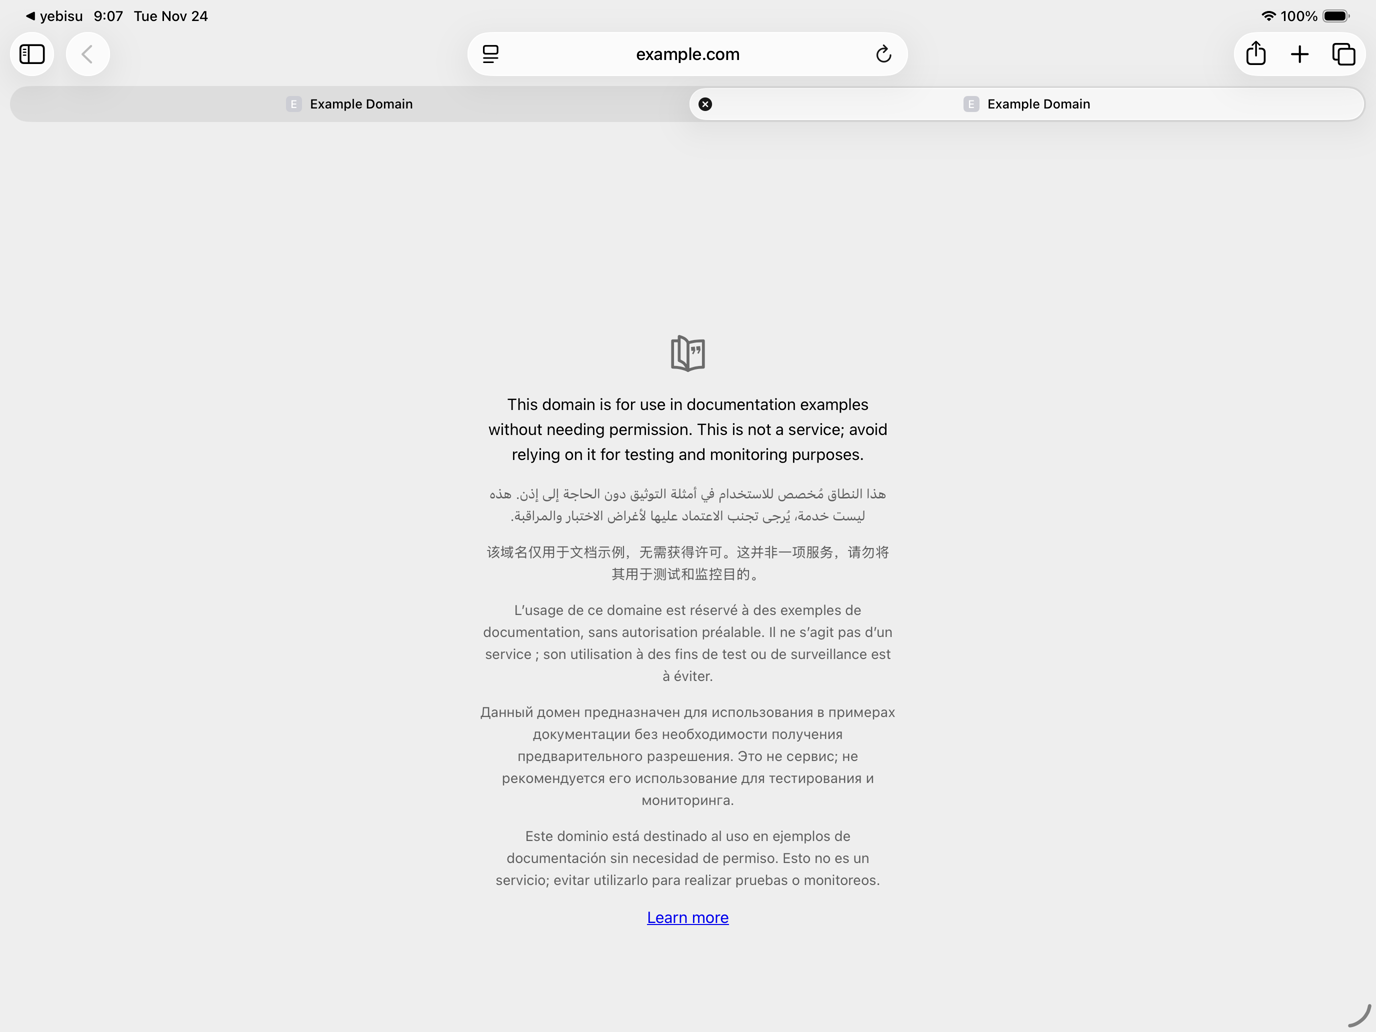 ◀ yebisu 9:07 Tue Nov 24 100%
example.com
E Example Domain
E Example Domain
This domain is for use in documentation examples
without needing permission. This is not a service; avoid
relying on it for testing and monitoring purposes.
هذا النطاق مُخصص للاستخدام في أمثلة التوثيق دون الحاجة إلى إذن. هذه
ليست خدمة، يُرجى تجنب الاعتماد عليها لأغراض الاختبار والمراقبة.
该域名仅用于文档示例，无需获得许可。这并非一项服务，请勿将
其用于测试和监控目的。
L’usage de ce domaine est réservé à des exemples de
documentation, sans autorisation préalable. Il ne s’agit pas d’un
service ; son utilisation à des fins de test ou de surveillance est
à éviter.
Данный домен предназначен для использования в примерах
документации без необходимости получения
предварительного разрешения. Это не сервис; не
рекомендуется его использование для тестирования и
мониторинга.
Este dominio está destinado al uso en ejemplos de
documentación sin necesidad de permiso. Esto no es un
servicio; evitar utilizarlo para realizar pruebas o monitoreos.
Learn more